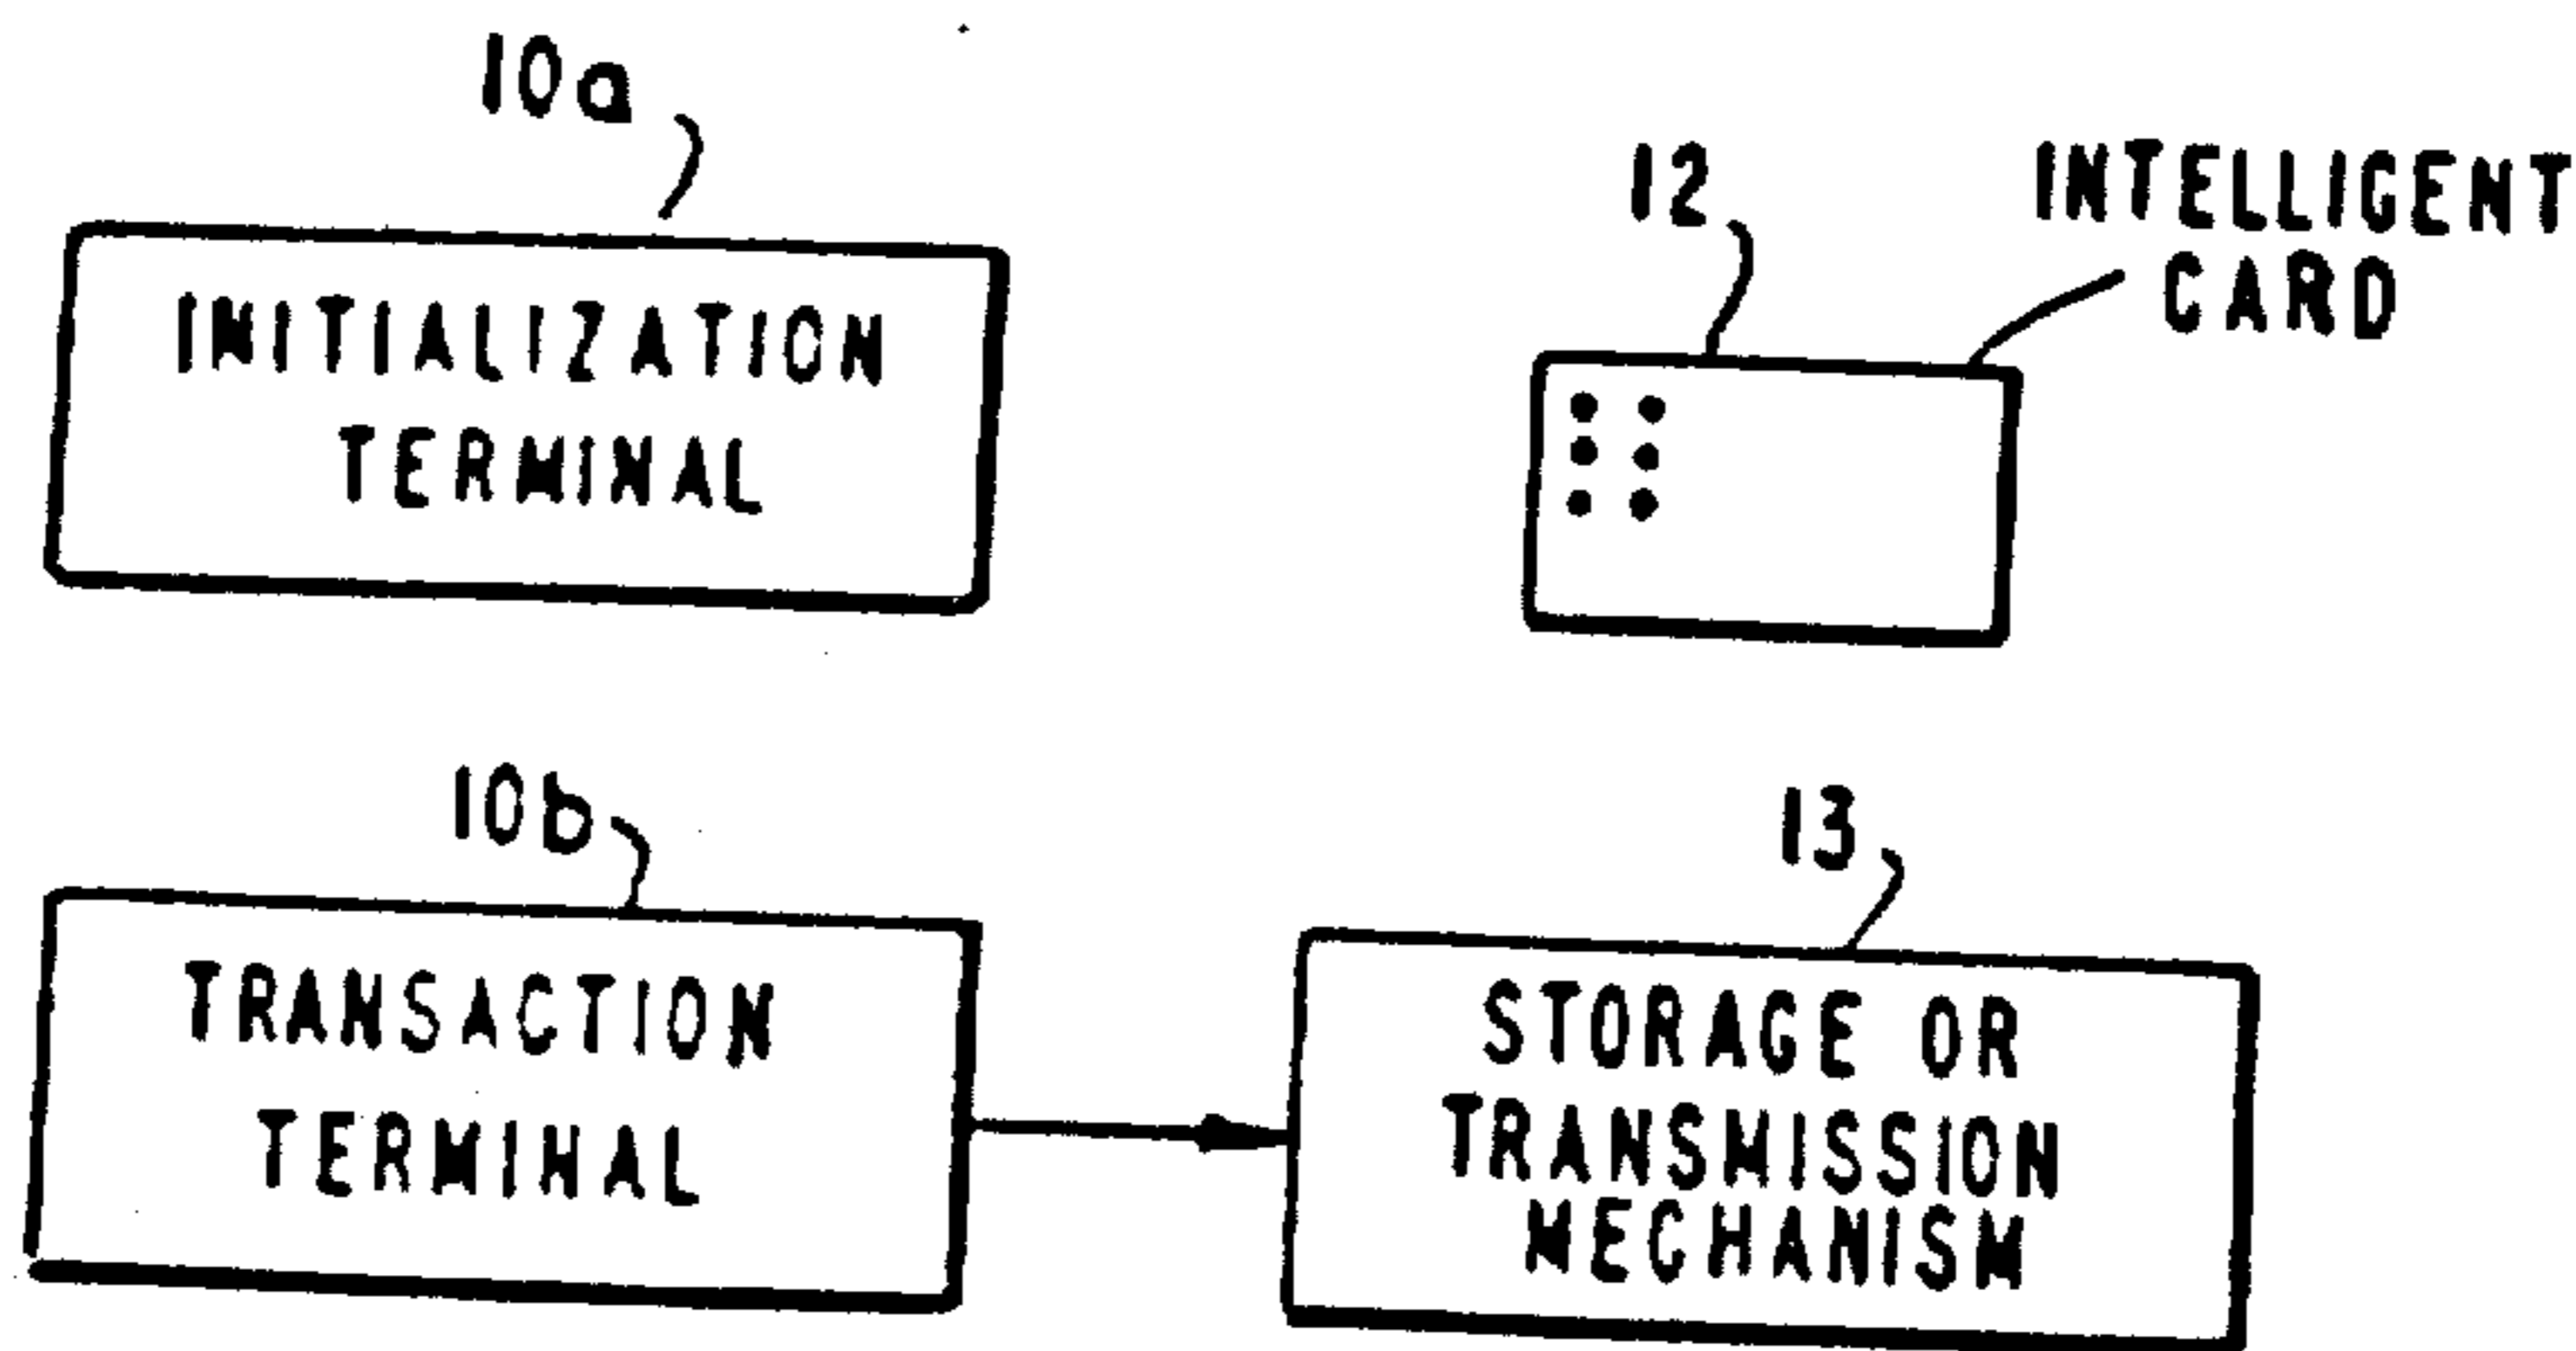 10a
INITIALIZATION
TERMINAL
12
INTELLIGENT
CARD
10b
TRANSACTION
TERMINAL
13
STORAGE OR
TRANSMISSION
MECHANISM